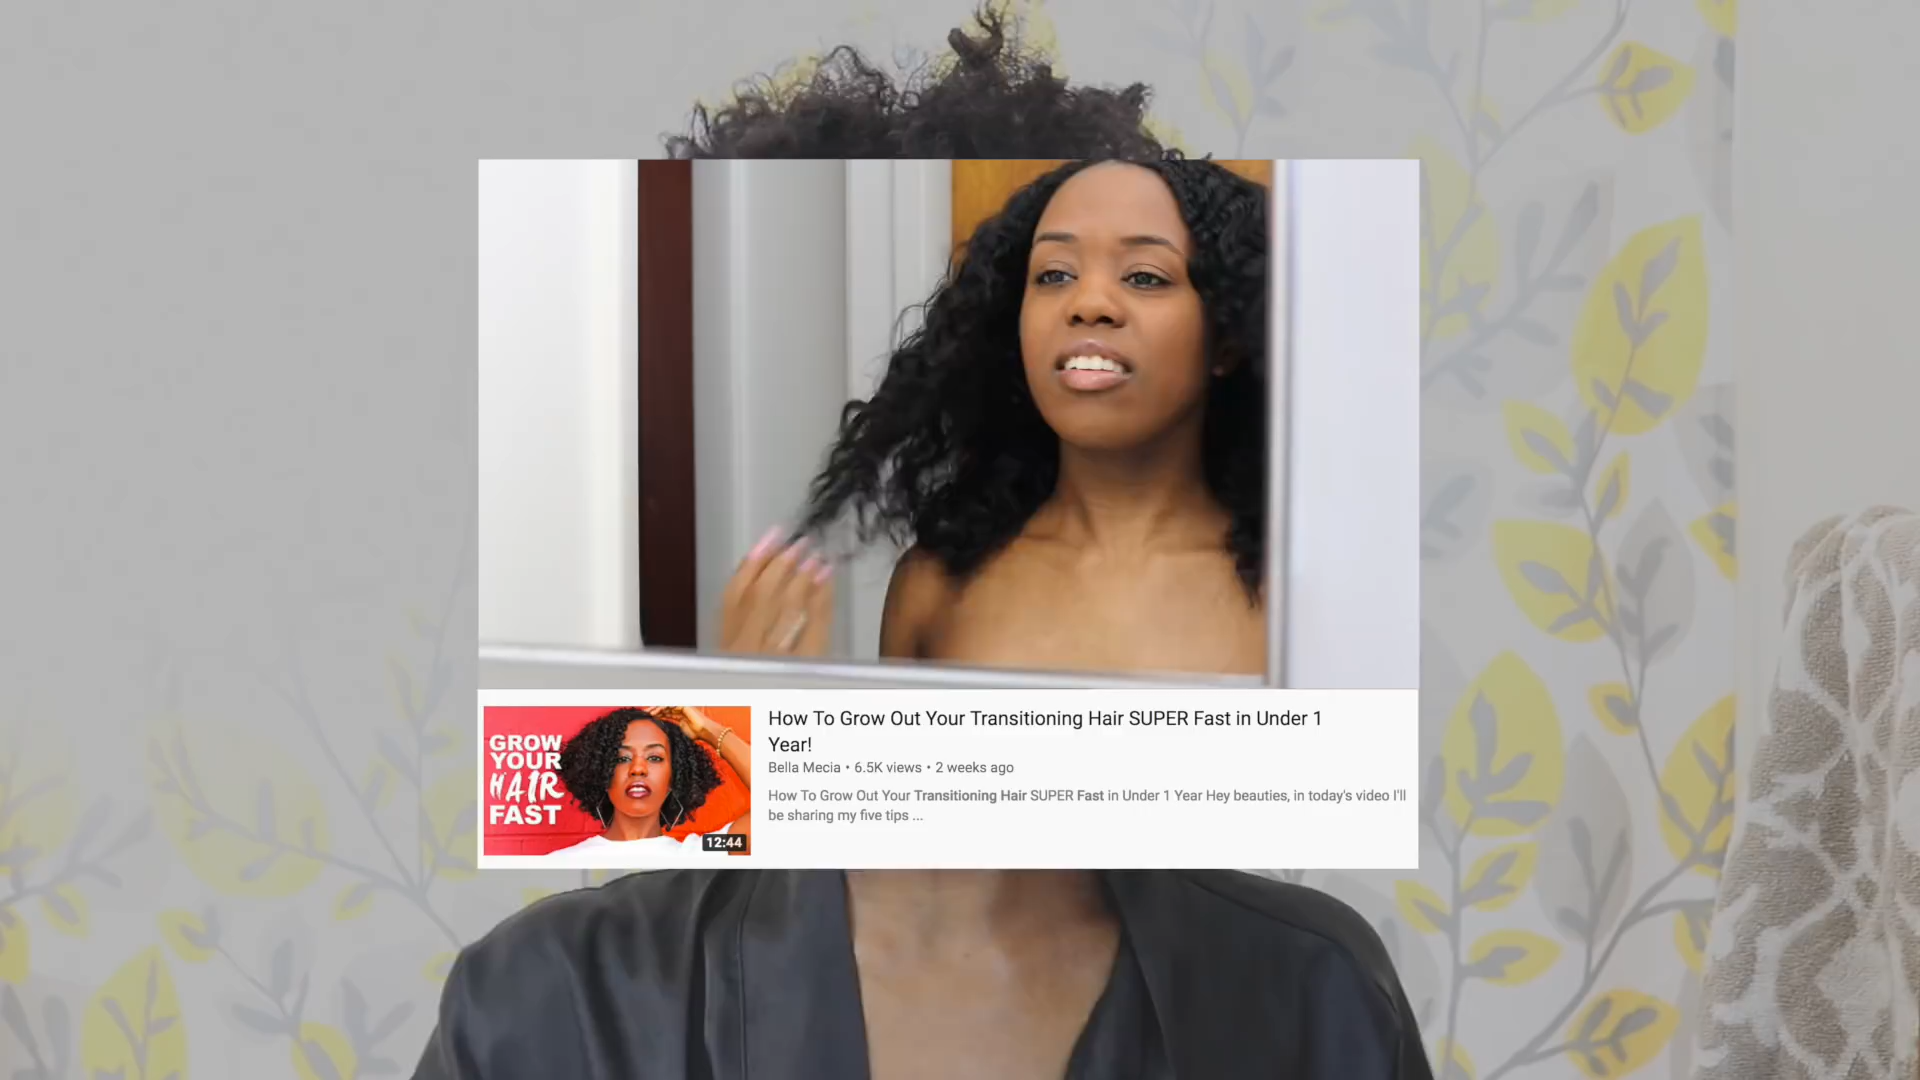 GROW
YOUR
HAIR
FAST
12:44
How To Grow Out Your Transitioning Hair SUPER Fast in Under 1
Year!
Bella Mecia • 6.5K views • 2 weeks ago
How To Grow Out Your Transitioning Hair SUPER Fast in Under 1 Year Hey beauties, in today's video I'll
be sharing my five tips ...